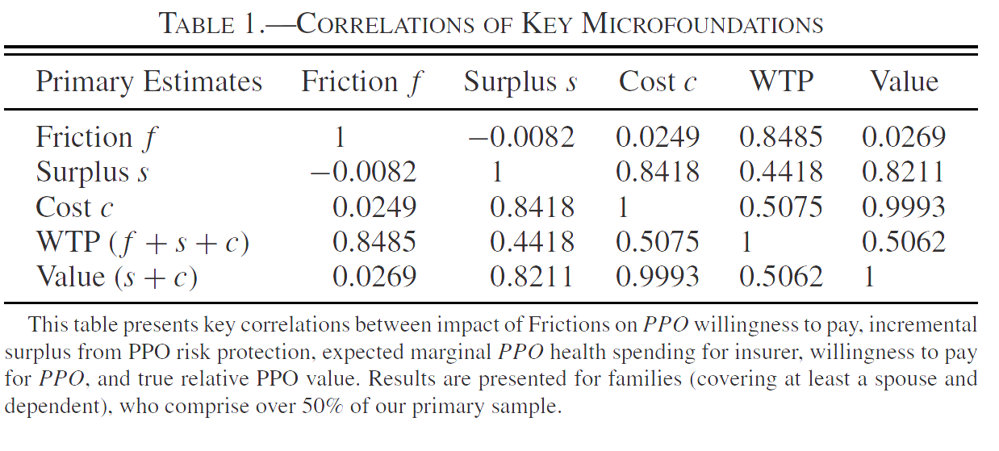 TABLE 1.—CORRELATIONS OF KEY MICROFOUNDATIONS
Primary Estimates Friction f Surplus s Cost c WTP Value
Friction f 1 −0.0082 0.0249 0.8485 0.0269
Surplus s −0.0082 1 0.8418 0.4418 0.8211
Cost c 0.0249 0.8418 1 0.5075 0.9993
WTP (f + s + c) 0.8485 0.4418 0.5075 1 0.5062
Value (s + c) 0.0269 0.8211 0.9993 0.5062 1
This table presents key correlations between impact of Frictions on PPO willingness to pay, incremental
surplus from PPO risk protection, expected marginal PPO health spending for insurer, willingness to pay
for PPO, and true relative PPO value. Results are presented for families (covering at least a spouse and
dependent), who comprise over 50% of our primary sample.